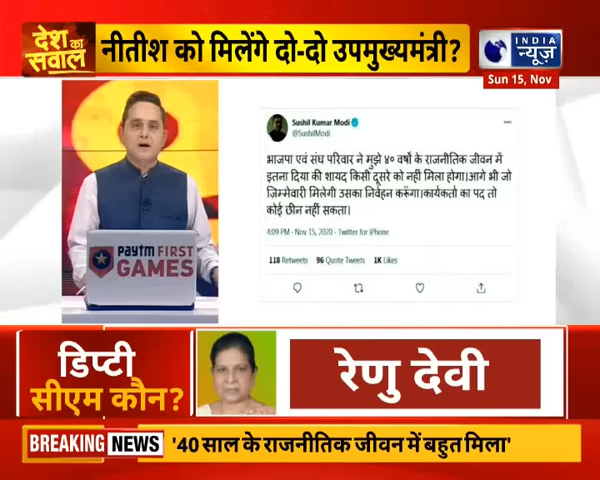 देश का
सवाल
नीतीश को मिलेंगे दो-दो उपमुख्यमंत्री?
INDIA
न्यूज़
Sun 15, Nov
Sushil Kumar Modi
@SushilModi
भाजपा एवं संघ परिवार ने मुझे ४० वर्षों के राजनीतिक जीवन में
इतना दिया की शायद किसी दूसरे को नहीं मिला होगा।आगे भी जो
ज़िम्मेवारी मिलेगी उसका निर्वहन करूँगा।कार्यकर्ता का पद तो
कोई छीन नहीं सकता।
4:09 PM - Nov 15, 2020 - Twitter for iPhone
118 Retweets 96 Quote Tweets 1K Likes
Paytm FIRST
GAMES
डिप्टी
सीएम कौन?
रेणु देवी
BREAKING NEWS '40 साल के राजनीतिक जीवन में बहुत मिला'